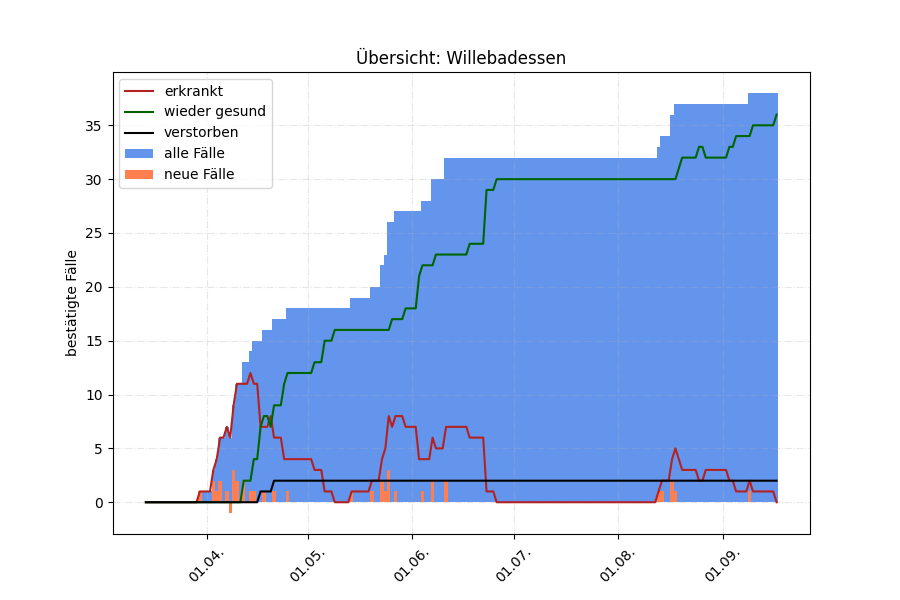 Übersicht: Willebadessen
erkrankt
wieder gesund
verstorben
alle Fälle
neue Fälle
bestätigte Fälle
35
30
25
20
15
10
5
0
01.04.
01.05.
01.06.
01.07.
01.08.
01.09.